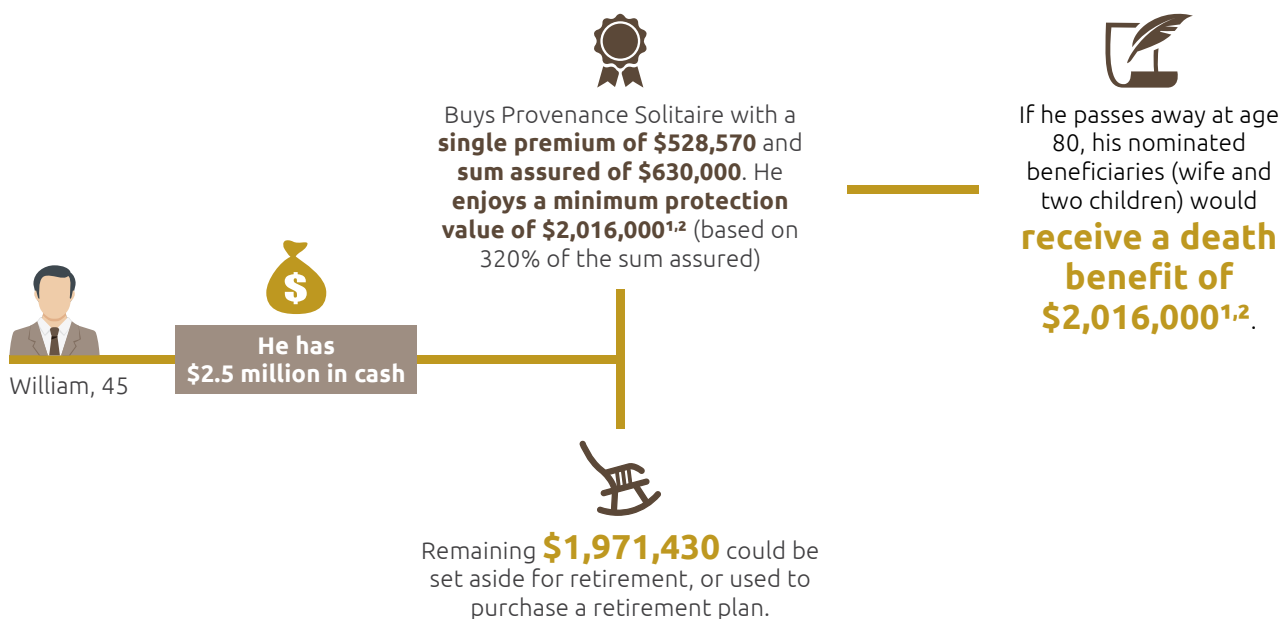 William, 45
He has
$2.5 million in cash
Buys Provenance Solitaire with a
single premium of $528,570 and
sum assured of $630,000. He
enjoys a minimum protection
value of $2,016,000¹,² (based on
320% of the sum assured)
Remaining $1,971,430 could be
set aside for retirement, or used to
purchase a retirement plan.
If he passes away at age
80, his nominated
beneficiaries (wife and
two children) would
receive a death
benefit of
$2,016,000¹,².